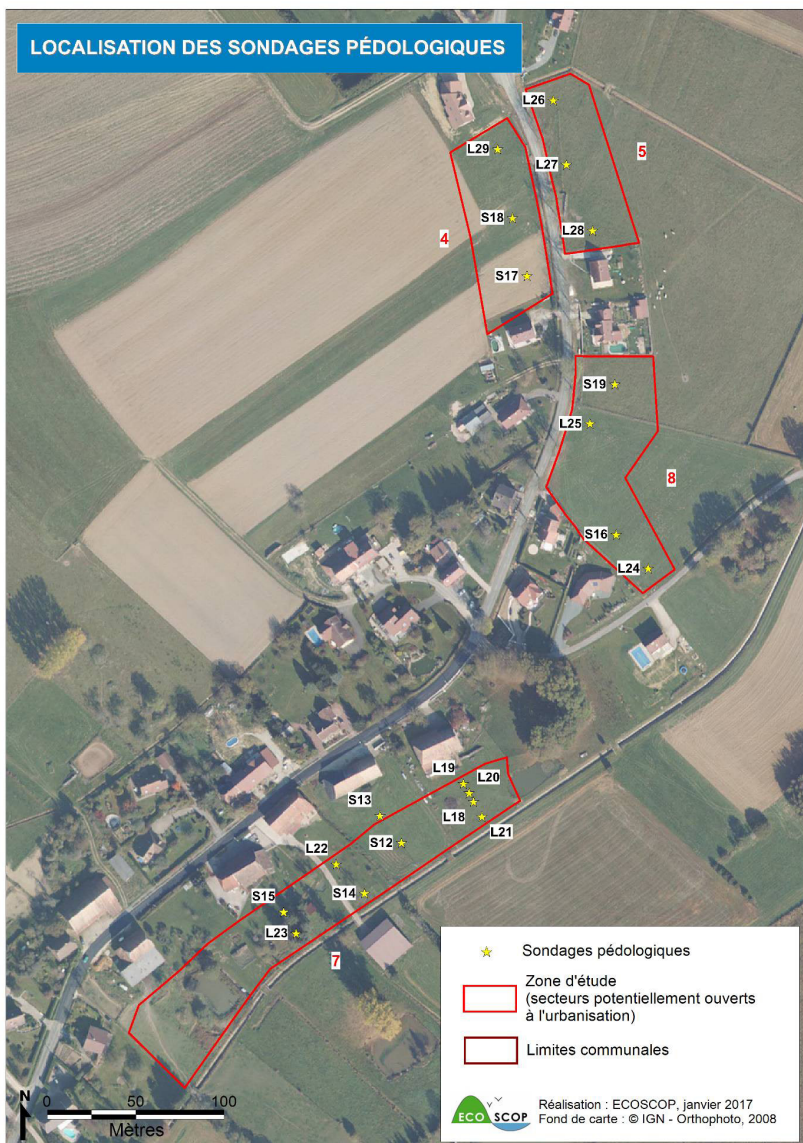 LOCALISATION DES SONDAGES PÉDOLOGIQUES
L26
L29
L27
5
S18
L28
4
S17
S19
L25
8
S16
L24
L19
L20
S13
L18
L21
S12
L22
S14
S15
L23
7
Sondages pédologiques
Zone d'étude
(secteurs potentiellement ouverts
à l'urbanisation)
Limites communales
N
0 50 100
Mètres
ECO SCOP
Réalisation : ECOSCOP, janvier 2017
Fond de carte : © IGN - Orthophoto, 2008